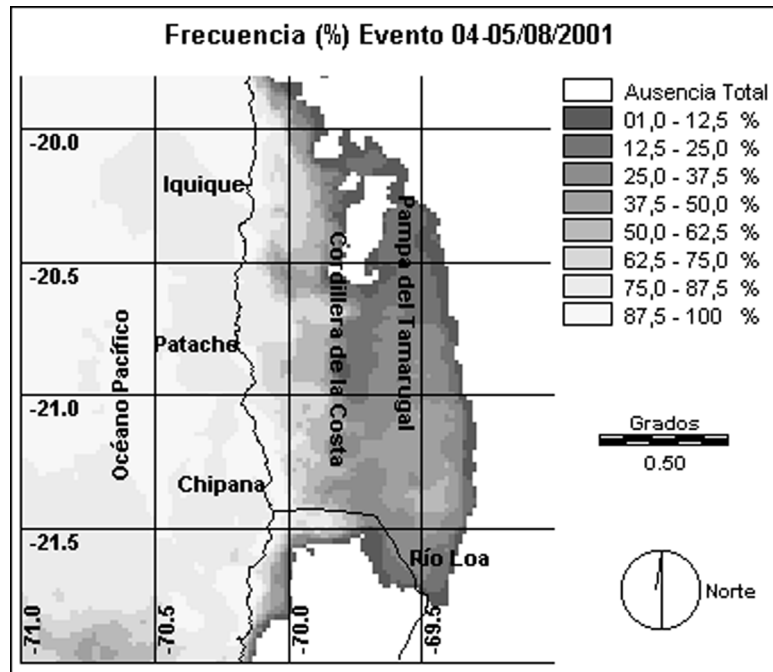 Frecuencia (%) Evento 04-05/08/2001
Ausencia Total
01,0 - 12,5 %
12,5 - 25,0 %
25,0 - 37,5 %
37,5 - 50,0 %
50,0 - 62,5 %
62,5 - 75,0 %
75,0 - 87,5 %
87,5 - 100 %
-20.0
Iquique
-20.5
Patache
-21.0
Chipana
-21.5
Océano Pacífico
Cordillera de la Costa
Pampa del Tamarugal
Río Loa
-71.0
-70.5
-70.0
-69.5
Grados
0.50
Norte